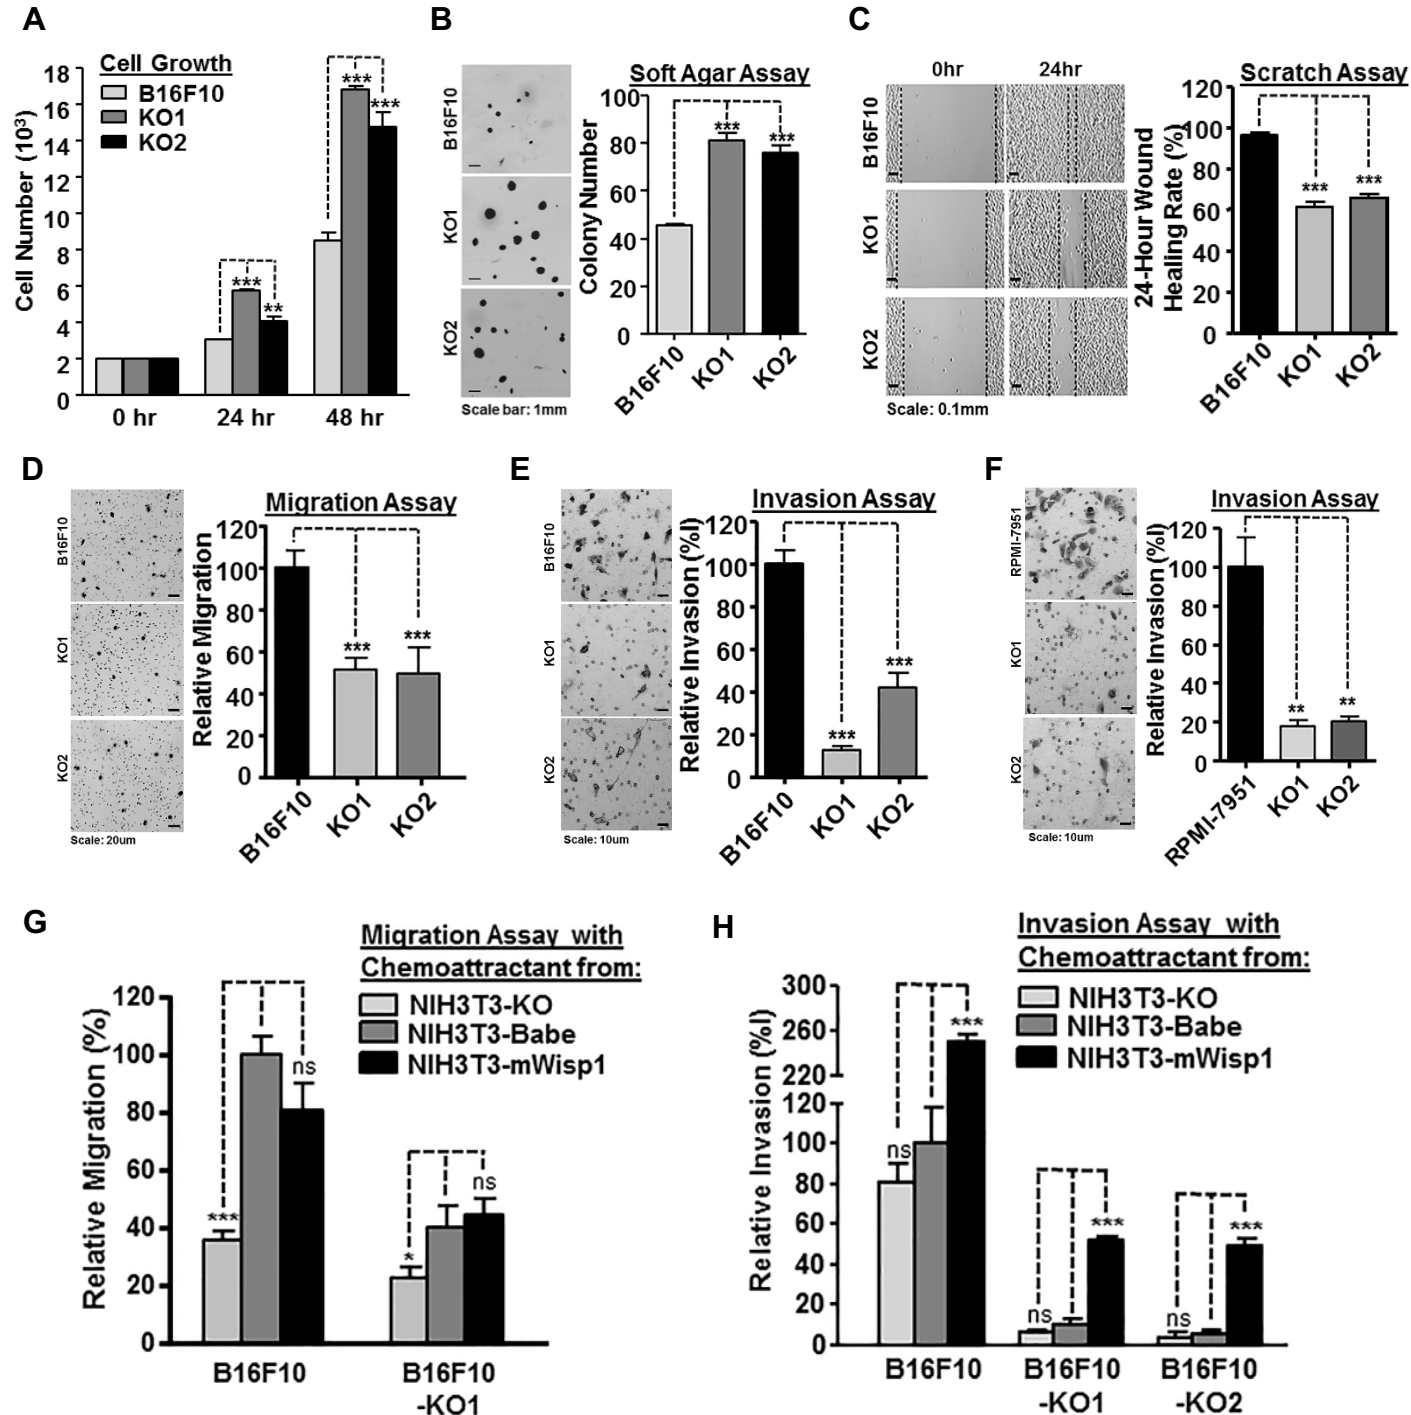 A
Cell Growth
B16F10
KO1
KO2
Cell Number (10³)
18
16
14
12
10
8
6
4
2
0
***
**
***
***
0 hr
24 hr
48 hr
B
B16F10
KO1
KO2
Scale bar: 1mm
Soft Agar Assay
Colony Number
100
80
60
40
20
0
***
***
B16F10
KO1
KO2
C
0hr
24hr
B16F10
KO1
KO2
Scale: 0.1mm
Scratch Assay
24-Hour Wound
Healing Rate (%)
120
100
80
60
40
20
0
***
***
B16F10
KO1
KO2
D
B16F10
KO1
KO2
Scale: 20um
Migration Assay
Relative Migration
120
100
80
60
40
20
0
***
***
B16F10
KO1
KO2
E
B16F10
KO1
KO2
Scale: 10um
Invasion Assay
Relative Invasion (%I)
120
100
80
60
40
20
0
***
***
B16F10
KO1
KO2
F
RPMI-7951
KO1
KO2
Scale: 10um
Invasion Assay
Relative Invasion (%I)
120
100
80
60
40
20
0
**
**
RPMI-7951
KO1
KO2
G
Migration Assay with
Chemoattractant from:
NIH3T3-KO
NIH3T3-Babe
NIH3T3-mWisp1
Relative Migration (%)
120
100
80
60
40
20
0
***
ns
*
ns
B16F10
B16F10
-KO1
H
Invasion Assay with
Chemoattractant from:
NIH3T3-KO
NIH3T3-Babe
NIH3T3-mWisp1
Relative Invasion (%I)
300
260
220
120
100
80
60
40
20
0
ns
***
ns
***
ns
***
B16F10
B16F10
-KO1
B16F10
-KO2